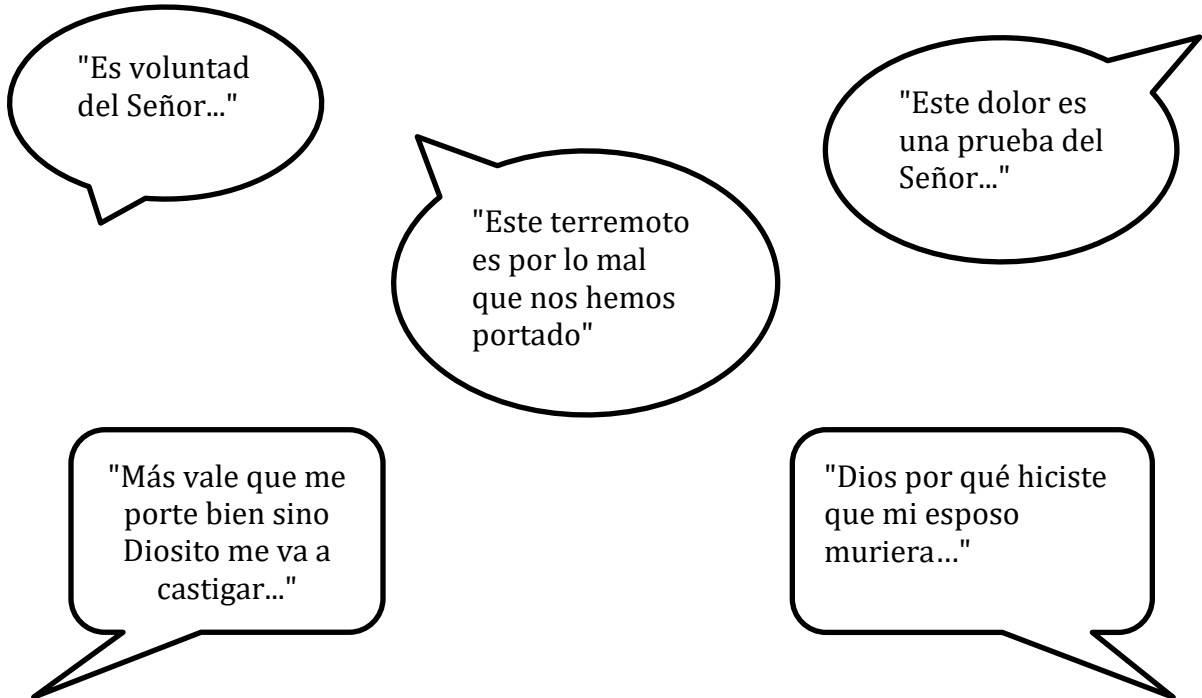 "Es voluntad
del Señor..."
"Este dolor es
una prueba del
Señor..."
"Este terremoto
es por lo mal
que nos hemos
portado"
"Más vale que me
porte bien sino
Diosito me va a
castigar..."
"Dios por qué hiciste
que mi esposo
muriera…"